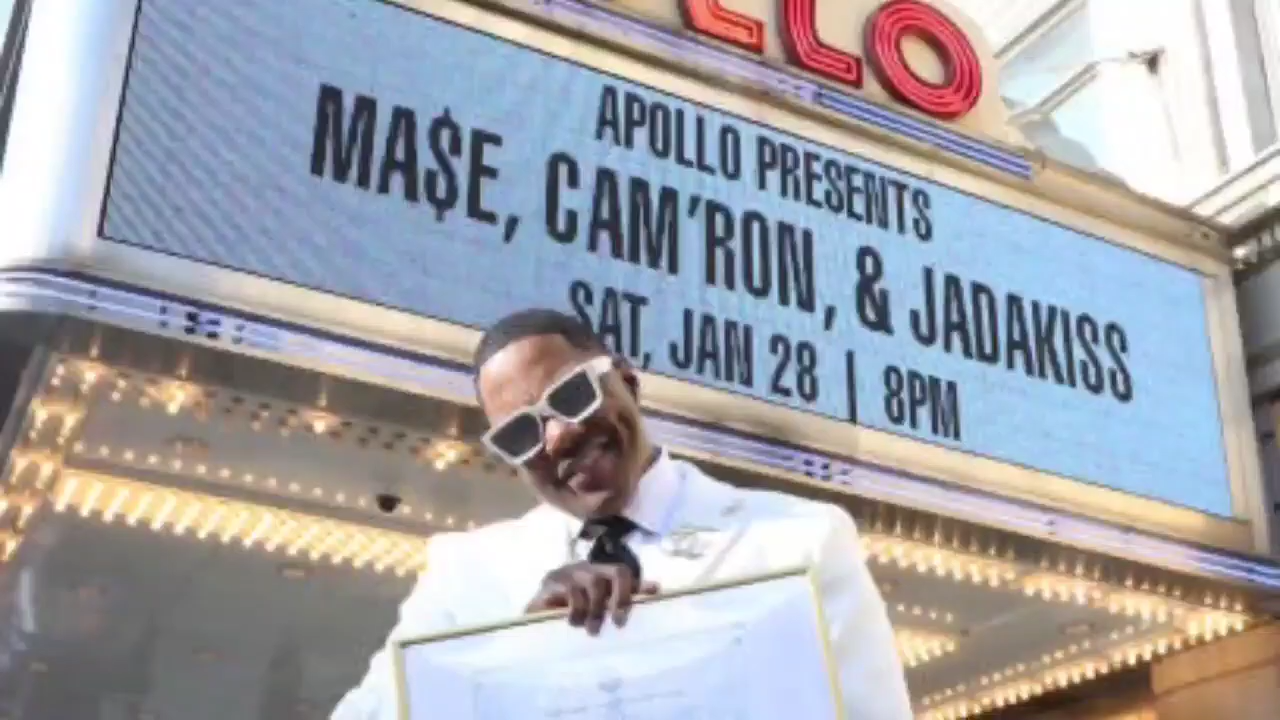 LLO
APOLLO PRESENTS
MA$E, CAM'RON, & JADAKISS
SAT, JAN 28 | 8PM